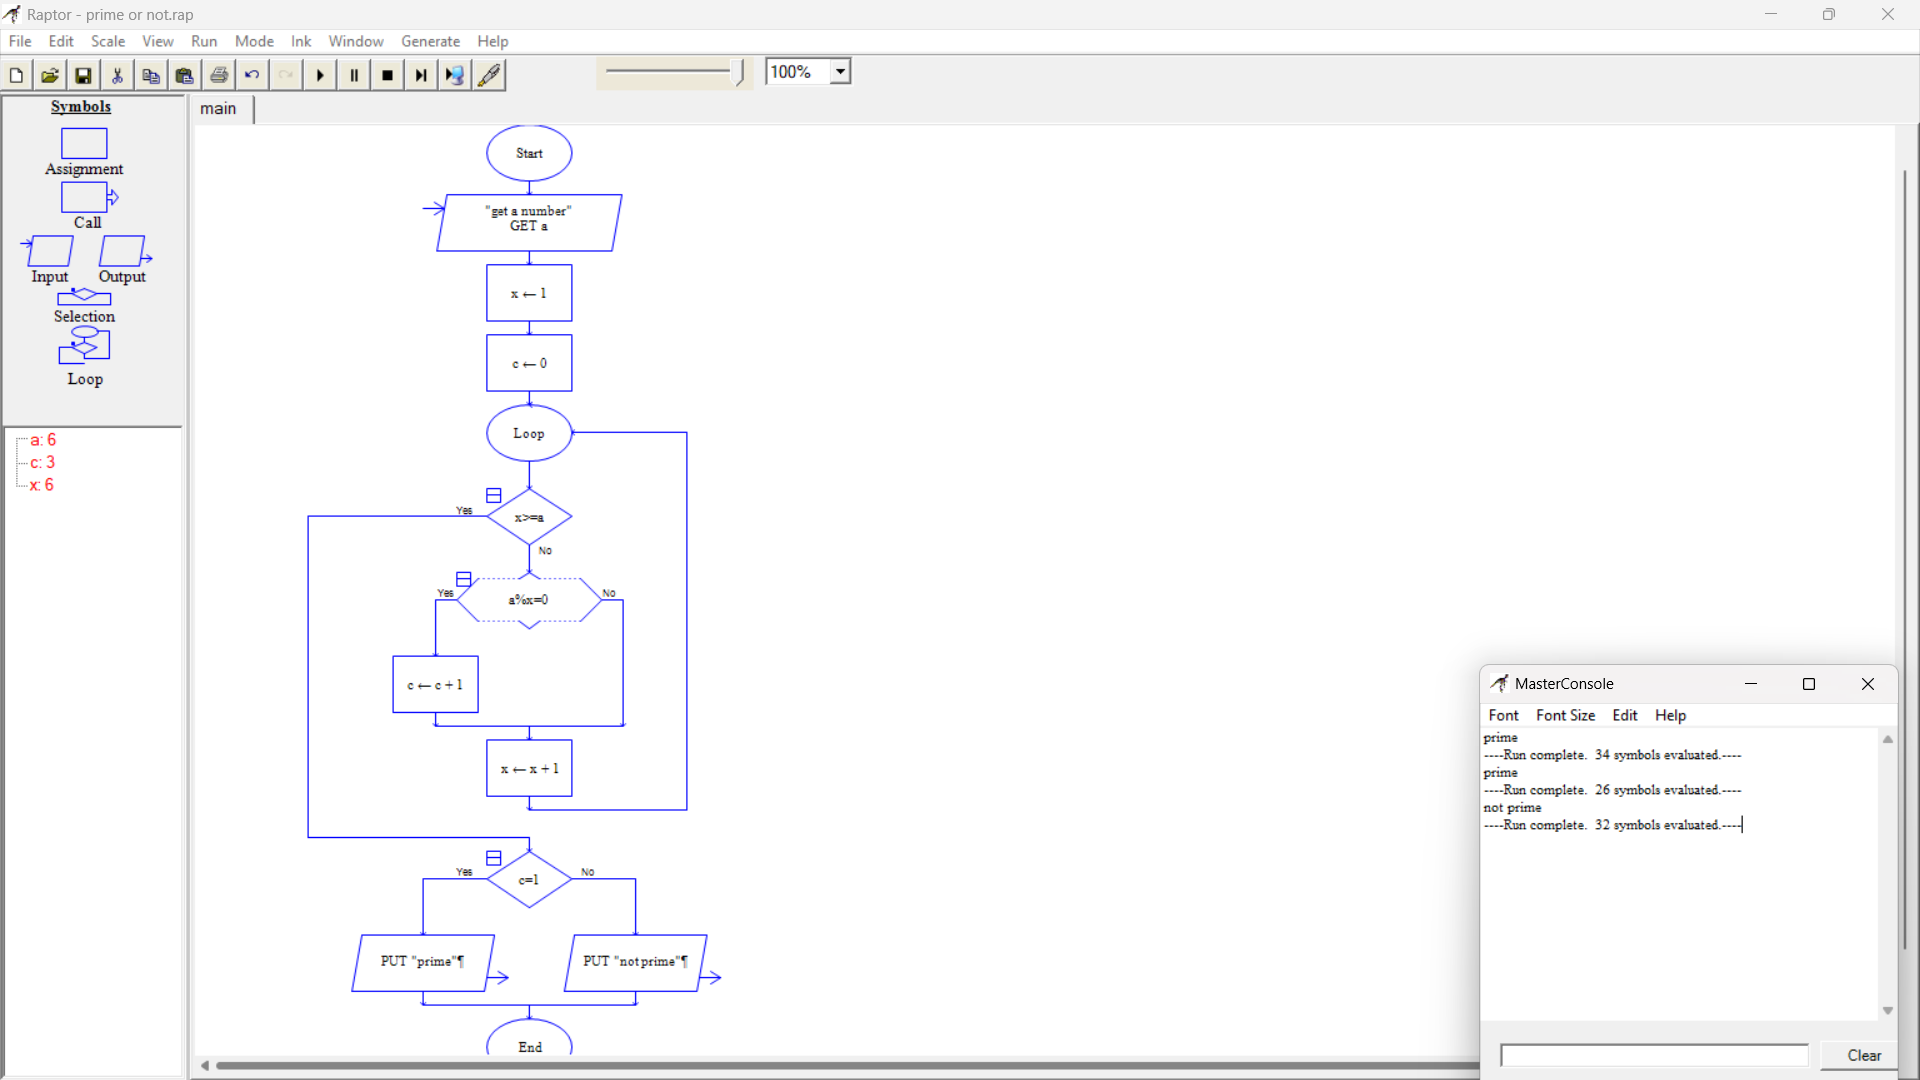 Raptor - prime or not.rap
File Edit Scale View Run Mode Ink Window Generate Help
100%
Symbols
Assignment
Call
Input Output
Selection
Loop
a: 6
c: 3
x: 6
main
Start
"get a number"
GET a
x ← 1
c ← 0
Loop
Yes
x>=a
No
Yes
a%x=0
No
c ← c + 1
x ← x + 1
Yes
c=1
No
PUT "prime"¶
PUT "not prime"¶
End
MasterConsole
Font Font Size Edit Help
prime
----Run complete. 34 symbols evaluated.----
prime
----Run complete. 26 symbols evaluated.----
not prime
----Run complete. 32 symbols evaluated.----
Clear